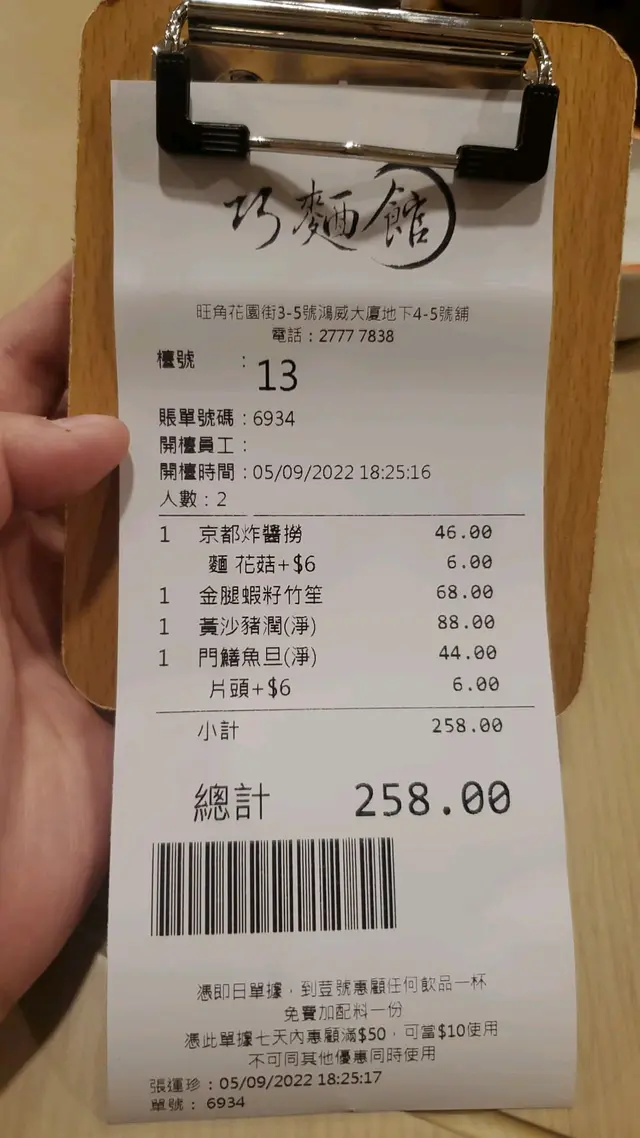 巧麵館
旺角花園街3-5號鴻威大廈地下4-5號舖
電話：2777 7838
檯號 : 13
賬單號碼：6934
開檯員工：
開檯時間：05/09/2022 18:25:16
人數：2
1 京都炸醬撈 46.00
麵 花菇+$6 6.00
1 金腿蝦籽竹笙 68.00
1 黃沙豬潤(淨) 88.00
1 門鱔魚旦(淨) 44.00
片頭+$6 6.00
小計 258.00
總計 258.00
憑即日單據，到荳號惠顧任何飲品一杯
免費加配料一份
憑此單據七天內惠顧滿$50，可當$10使用
不可同其他優惠同時使用
張運珍：05/09/2022 18:25:17
單號： 6934